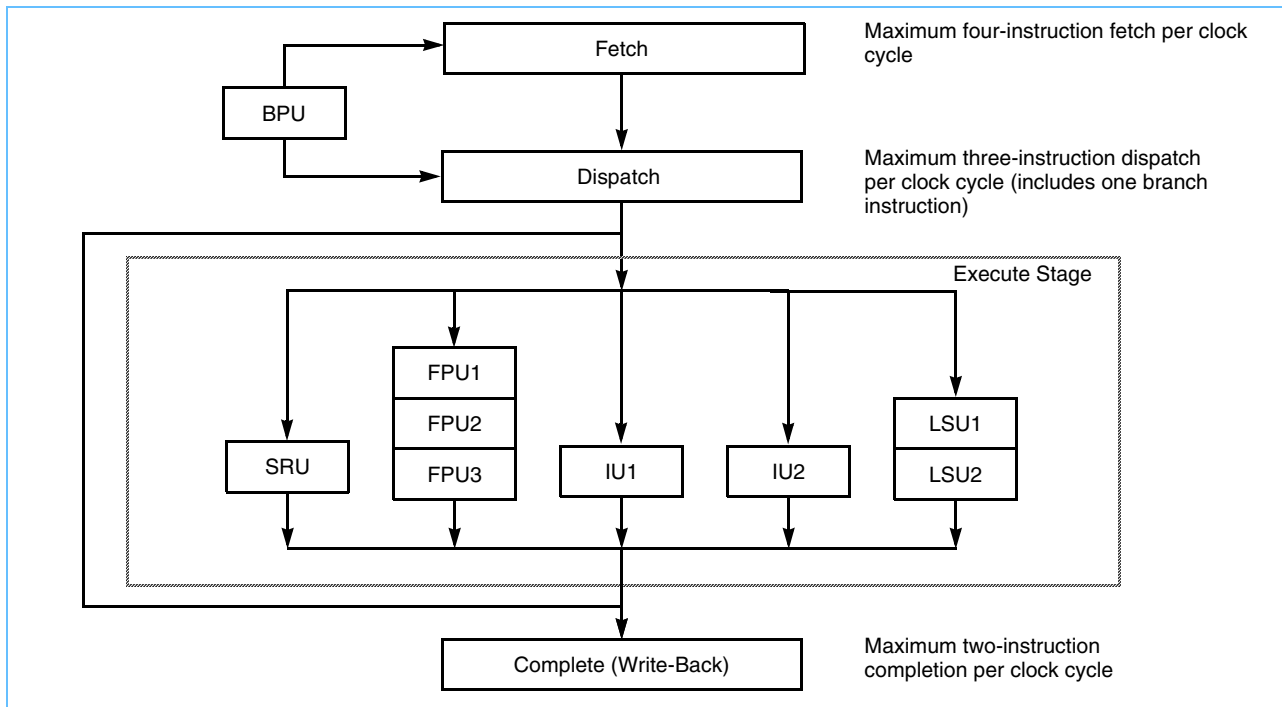 Fetch
Maximum four-instruction fetch per clock
cycle
BPU
Dispatch
Maximum three-instruction dispatch
per clock cycle (includes one branch
instruction)
Execute Stage
FPU1
FPU2
FPU3
SRU
IU1
IU2
LSU1
LSU2
Complete (Write-Back)
Maximum two-instruction
completion per clock cycle